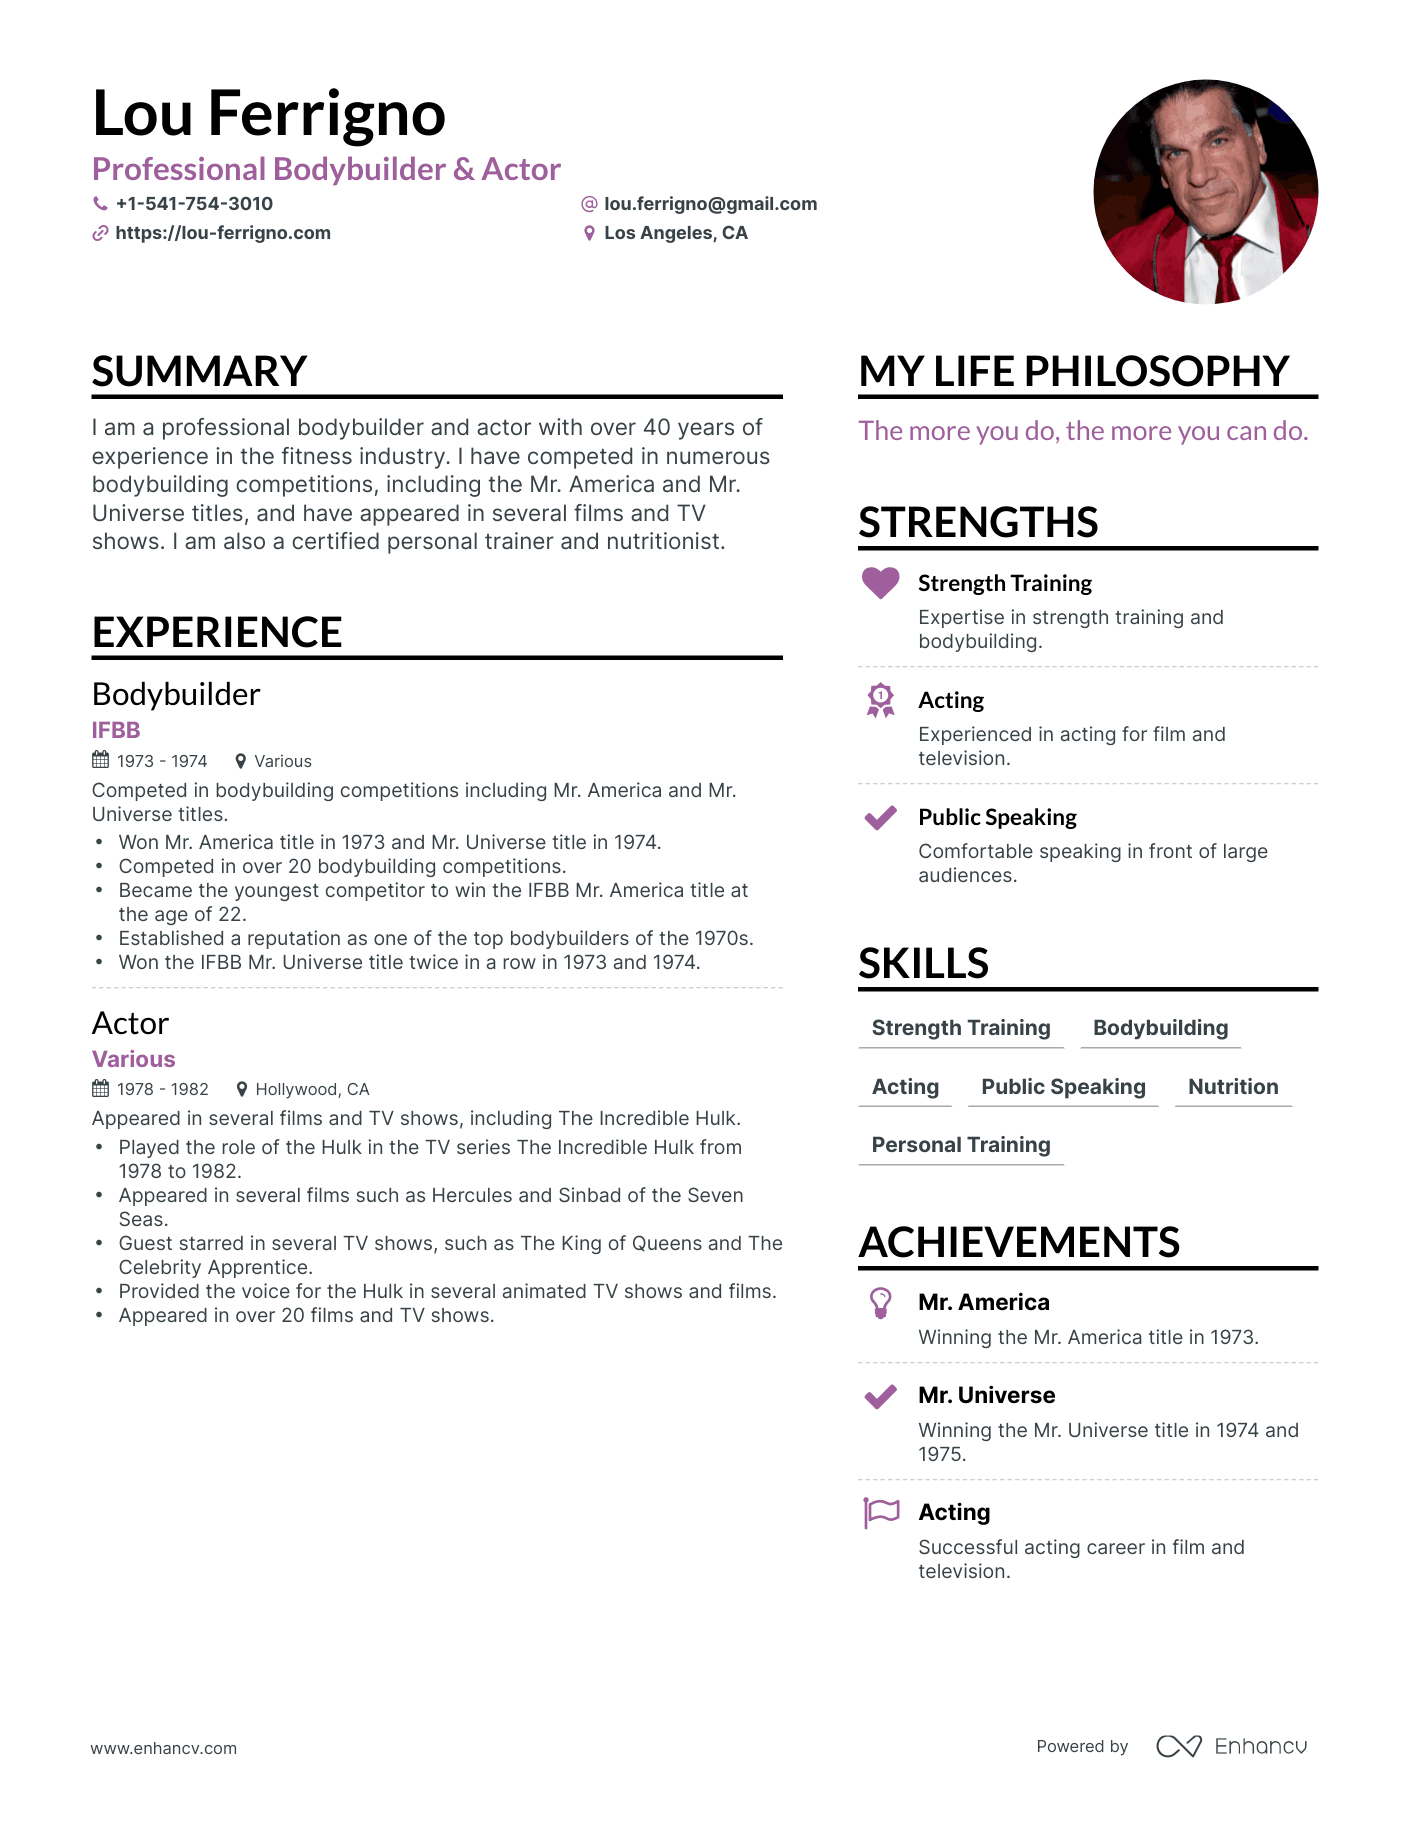 Lou Ferrigno
Professional Bodybuilder & Actor
+1-541-754-3010
lou.ferrigno@gmail.com
https://lou-ferrigno.com
Los Angeles, CA
SUMMARY
I am a professional bodybuilder and actor with over 40 years of
experience in the fitness industry. I have competed in numerous
bodybuilding competitions, including the Mr. America and Mr.
Universe titles, and have appeared in several films and TV
shows. I am also a certified personal trainer and nutritionist.
EXPERIENCE
Bodybuilder
IFBB
1973 - 1974 Various
Competed in bodybuilding competitions including Mr. America and Mr.
Universe titles.
• Won Mr. America title in 1973 and Mr. Universe title in 1974.
• Competed in over 20 bodybuilding competitions.
• Became the youngest competitor to win the IFBB Mr. America title at
the age of 22.
• Established a reputation as one of the top bodybuilders of the 1970s.
• Won the IFBB Mr. Universe title twice in a row in 1973 and 1974.
Actor
Various
1978 - 1982 Hollywood, CA
Appeared in several films and TV shows, including The Incredible Hulk.
• Played the role of the Hulk in the TV series The Incredible Hulk from
1978 to 1982.
• Appeared in several films such as Hercules and Sinbad of the Seven
Seas.
• Guest starred in several TV shows, such as The King of Queens and The
Celebrity Apprentice.
• Provided the voice for the Hulk in several animated TV shows and films.
• Appeared in over 20 films and TV shows.
MY LIFE PHILOSOPHY
The more you do, the more you can do.
STRENGTHS
Strength Training
Expertise in strength training and
bodybuilding.
1
Acting
Experienced in acting for film and
television.
Public Speaking
Comfortable speaking in front of large
audiences.
SKILLS
Strength Training Bodybuilding
Acting Public Speaking Nutrition
Personal Training
ACHIEVEMENTS
Mr. America
Winning the Mr. America title in 1973.
Mr. Universe
Winning the Mr. Universe title in 1974 and
1975.
Acting
Successful acting career in film and
television.
www.enhancv.com
Powered by Enhancv